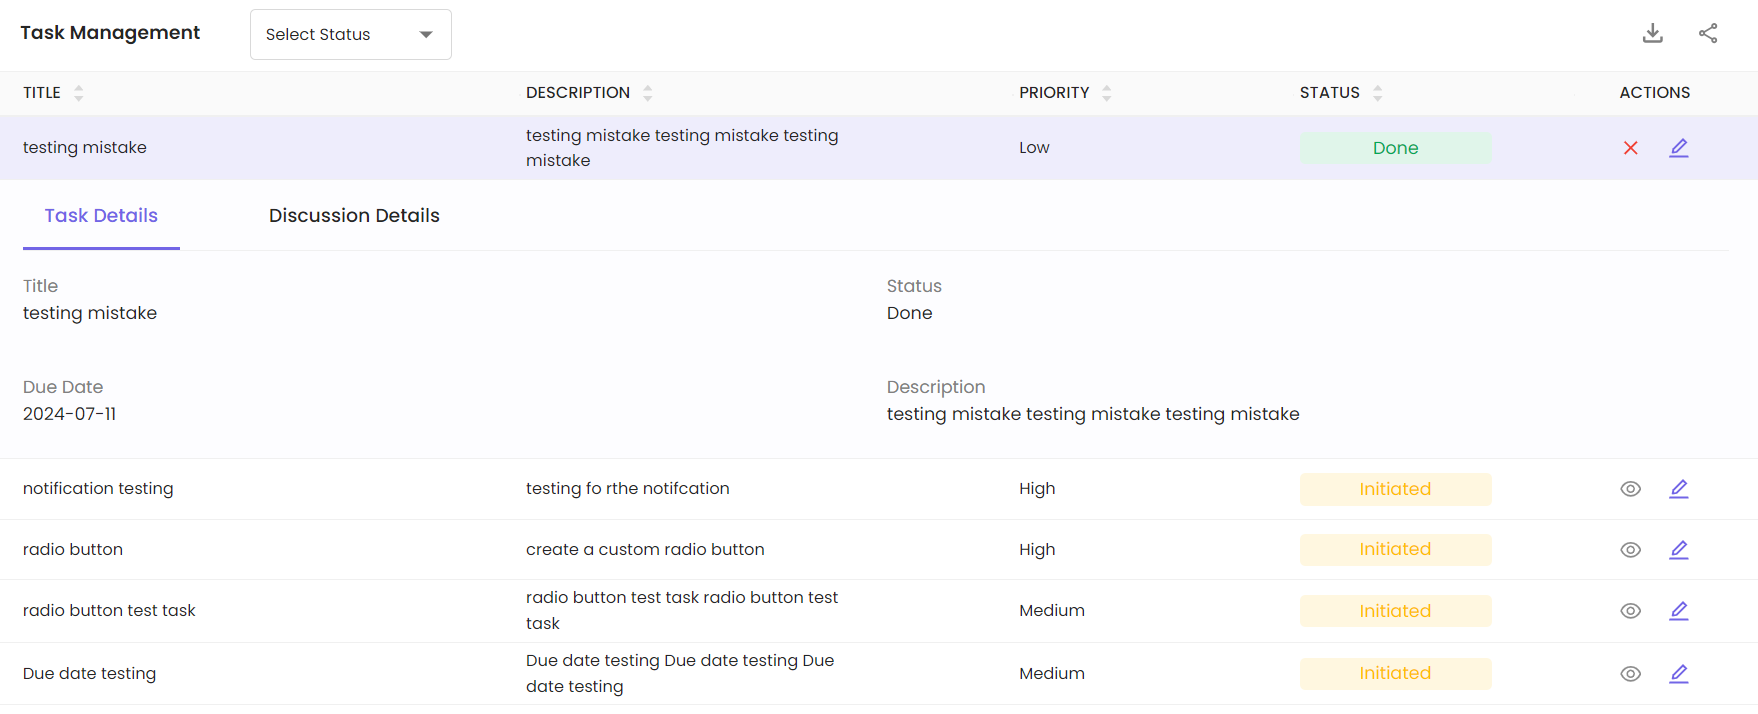 Task Management
Select Status
TITLE DESCRIPTION PRIORITY STATUS ACTIONS
testing mistake
testing mistake testing mistake testing
mistake
Low
Done
Task Details
Discussion Details
Title
testing mistake
Status
Done
Due Date
2024-07-11
Description
testing mistake testing mistake testing mistake
notification testing
testing fo rthe notifcation
High
Initiated
radio button
create a custom radio button
High
Initiated
radio button test task
radio button test task radio button test
task
Medium
Initiated
Due date testing
Due date testing Due date testing Due
date testing
Medium
Initiated